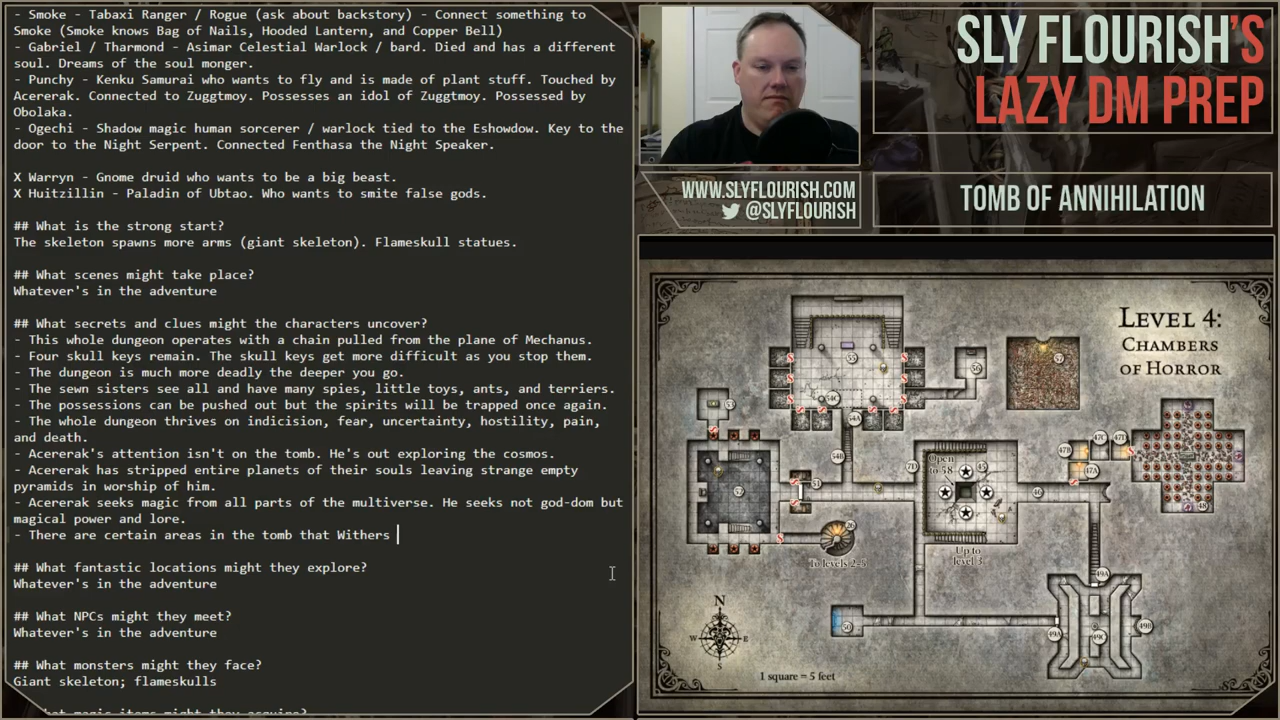 - Smoke - Tabaxi Ranger / Rogue (ask about backstory) - Connect something to
Smoke (Smoke knows Bag of Nails, Hooded Lantern, and Copper Bell)
- Gabriel / Tharmond - Asimar Celestial Warlock / bard. Died and has a different
soul. Dreams of the soul monger.
- Punchy - Kenku Samurai who wants to fly and is made of plant stuff. Touched by
Acererak. Connected to Zuggtmoy. Possesses an idol of Zuggtmoy. Possessed by
Obolaka.
- Ogechi - Shadow magic human sorcerer / warlock tied to the Eshowdow. Key to the
door to the Night Serpent. Connected Fenthasa the Night Speaker.
X Warryn - Gnome druid who wants to be a big beast.
X Huitzillin - Paladin of Ubtao. Who wants to smite false gods.
## What is the strong start?
The skeleton spawns more arms (giant skeleton). Flameskull statues.
## What scenes might take place?
Whatever's in the adventure
## What secrets and clues might the characters uncover?
- This whole dungeon operates with a chain pulled from the plane of Mechanus.
- Four skull keys remain. The skull keys get more difficult as you stop them.
- The dungeon is much more deadly the deeper you go.
- The sewn sisters see all and have many spies, little toys, ants, and terriers.
- The possessions can be pushed out but the spirits will be trapped once again.
- The whole dungeon thrives on indicision, fear, uncertainty, hostility, pain,
and death.
- Acererak's attention isn't on the tomb. He's out exploring the cosmos.
- Acererak has stripped entire planets of their souls leaving strange empty
pyramids in worship of him.
- Acererak seeks magic from all parts of the multiverse. He seeks not god-dom but
magical power and lore.
- There are certain areas in the tomb that Withers
## What fantastic locations might they explore?
Whatever's in the adventure
## What NPCs might they meet?
Whatever's in the adventure
## What monsters might they face?
Giant skeleton; flameskulls
SLY FLOURISH'S
LAZY DM PREP
WWW.SLYFLOURISH.COM
@SLYFLOURISH
TOMB OF ANNIHILATION
LEVEL 4:
CHAMBERS
OF HORROR
Open
to 58
Up to
level 3
To levels 2-5
N
W E
S
1 square = 5 feet